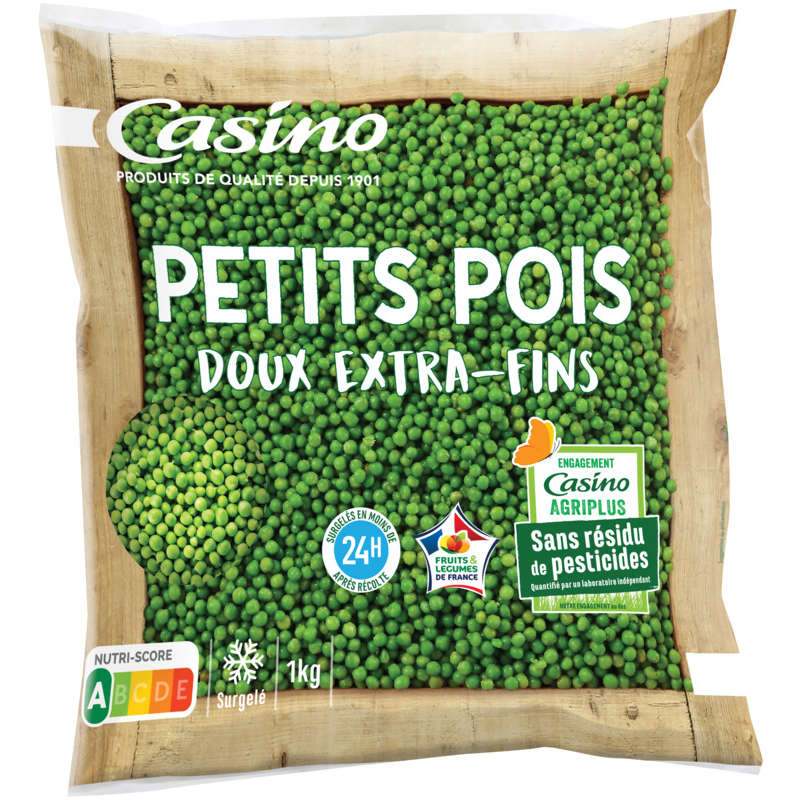 Casino
PRODUITS DE QUALITÉ DEPUIS 1901
PETITS POIS
DOUX EXTRA-FINS
ENGAGEMENT
Casino
AGRIPLUS
Sans résidu
de pesticides
Quantifié par un laboratoire indépendant
SURGELÉS EN MOINS DE
24H
APRÈS RÉCOLTE
FRUITS &
LÉGUMES
DE FRANCE
NUTRI-SCORE
A B C D E
Surgelé
1kg